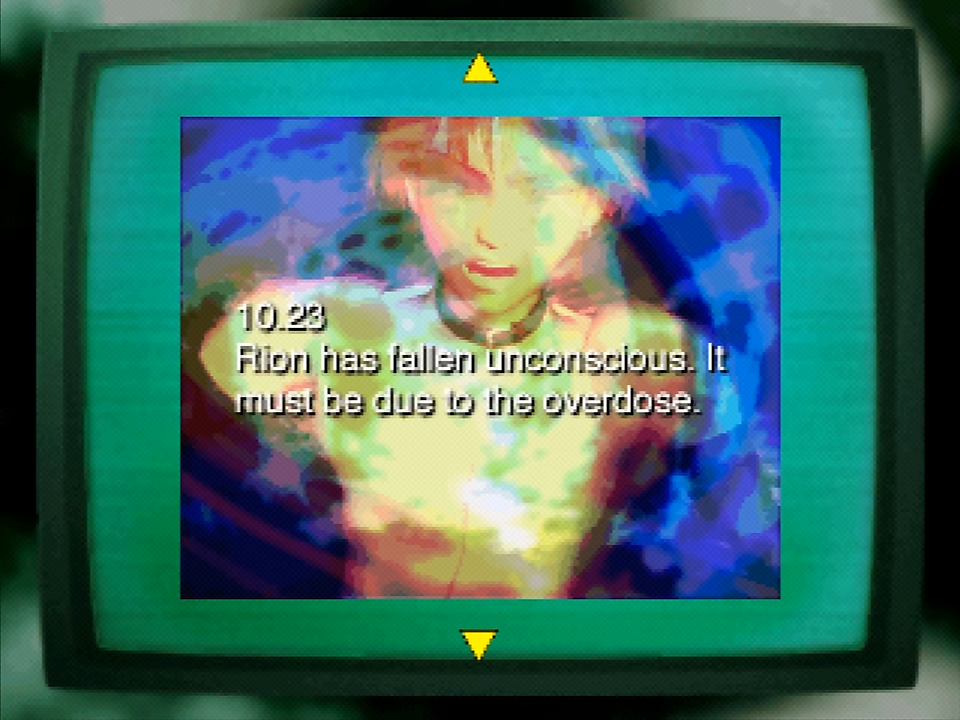 10.23
Rion has fallen unconscious. It
must be due to the overdose.